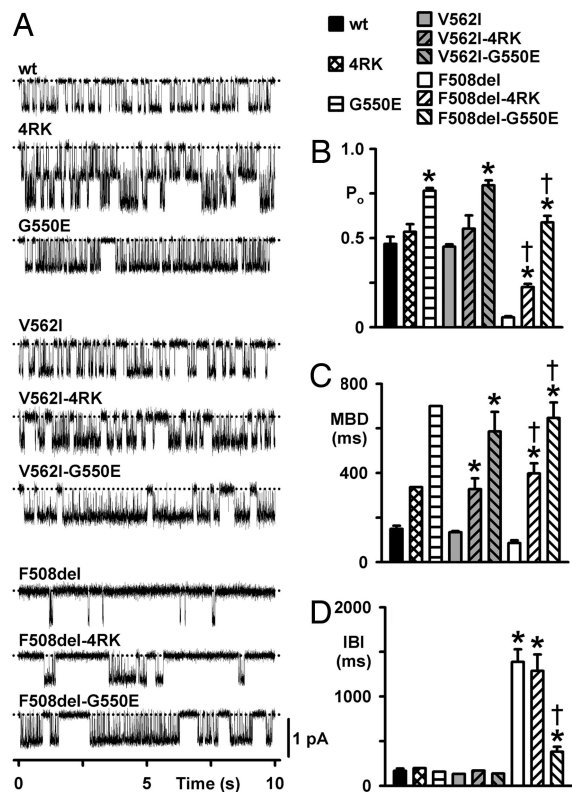 A
wt
4RK
G550E
V562I
V562I-4RK
V562I-G550E
F508del
F508del-4RK
F508del-G550E
1 pA
0 5 10
Time (s)
wt
4RK
G550E
V562I
V562I-4RK
V562I-G550E
F508del
F508del-4RK
F508del-G550E
B
1.0
Po
0.5
0
* * † * † *
C
800
MBD
(ms)
400
0
* * † * † *
D
2000
IBI
(ms)
1000
0
* * † *